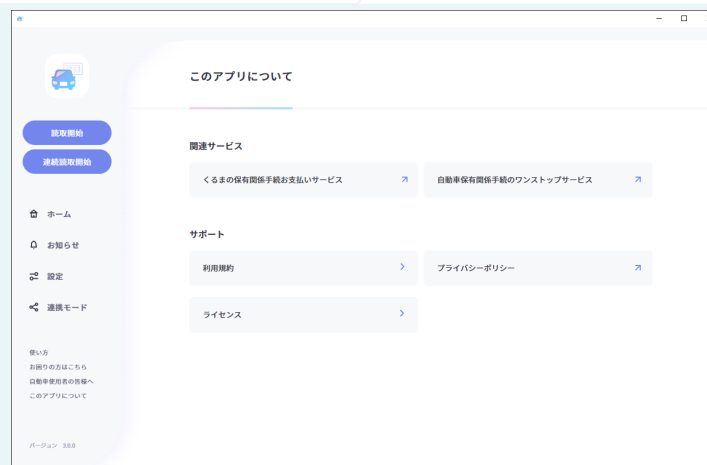 このアプリについて
読取開始
連続読取開始
ホーム
お知らせ
設定
連携モード
使い方
お困りの方はこちら
自動車使用者の皆様へ
このアプリについて
バージョン 3.0.0
関連サービス
くるまの保有関係手続お支払いサービス
自動車保有関係手続のワンストップサービス
サポート
利用規約
プライバシーポリシー
ライセンス